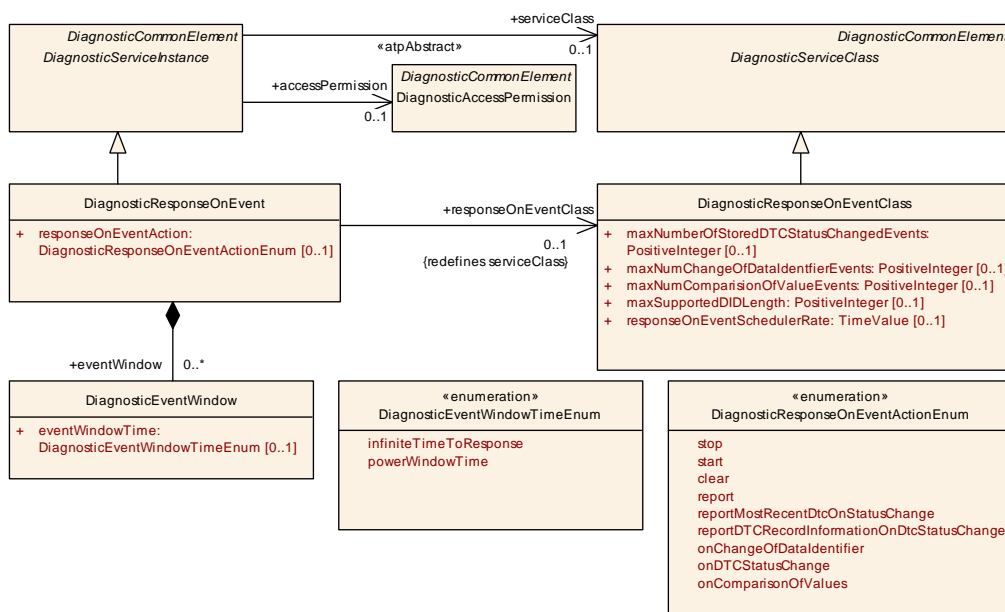 DiagnosticCommonElement
DiagnosticServiceInstance
+serviceClass
«atpAbstract»
0..1
DiagnosticCommonElement
DiagnosticServiceClass
+accessPermission
0..1
DiagnosticCommonElement
DiagnosticAccessPermission
DiagnosticResponseOnEvent
+ responseOnEventAction:
DiagnosticResponseOnEventActionEnum [0..1]
+responseOnEventClass
0..1
{redefines serviceClass}
DiagnosticResponseOnEventClass
+ maxNumberOfStoredDTCStatusChangedEvents:
PositiveInteger [0..1]
+ maxNumChangeOfDataIdentfierEvents: PositiveInteger [0..1]
+ maxNumComparisionOfValueEvents: PositiveInteger [0..1]
+ maxSupportedDIDLength: PositiveInteger [0..1]
+ responseOnEventSchedulerRate: TimeValue [0..1]
+eventWindow
0..*
DiagnosticEventWindow
+ eventWindowTime:
DiagnosticEventWindowTimeEnum [0..1]
«enumeration»
DiagnosticEventWindowTimeEnum
infiniteTimeToResponse
powerWindowTime
«enumeration»
DiagnosticResponseOnEventActionEnum
stop
start
clear
report
reportMostRecentDtcOnStatusChange
reportDTCRecordInformationOnDtcStatusChange
onChangeOfDataIdentifier
onDTCStatusChange
onComparisonOfValues